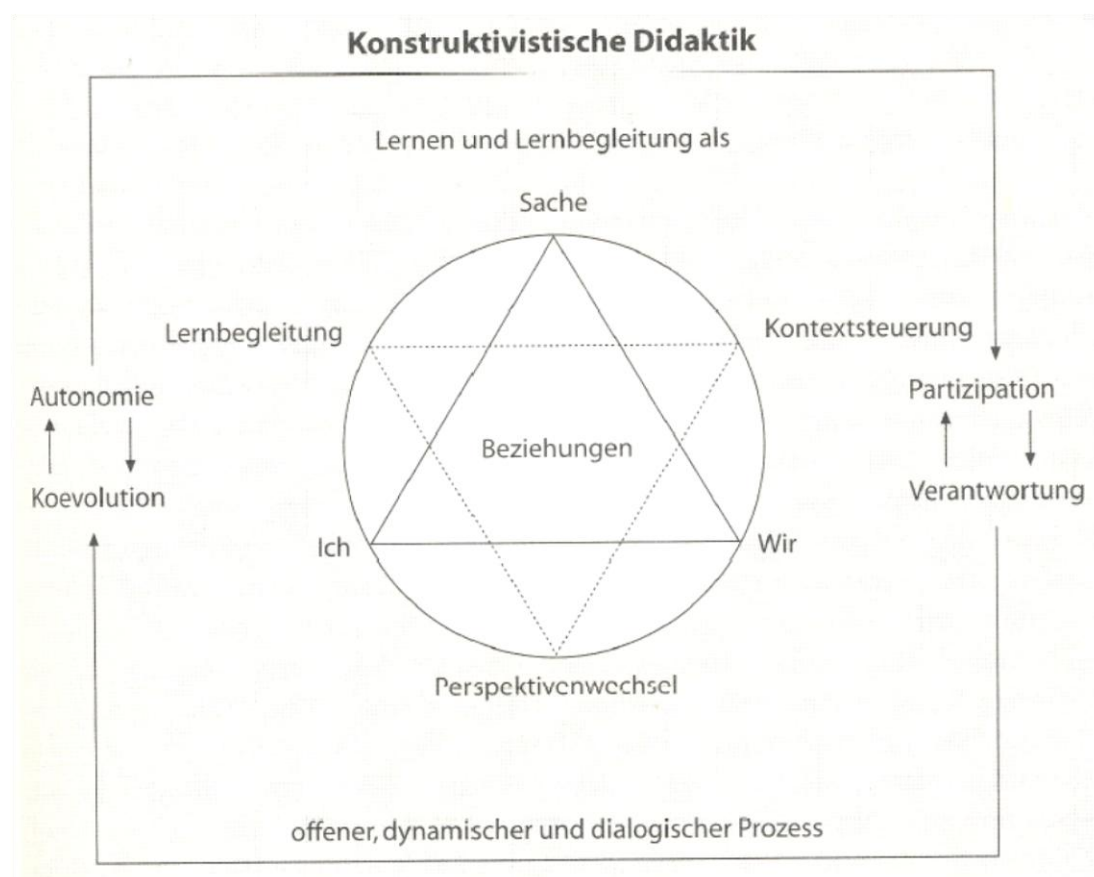 Konstruktivistische Didaktik
Lernen und Lernbegleitung als
Sache
Lernbegleitung
Kontextsteuerung
Autonomie
Partizipation
Beziehungen
Koevolution
Verantwortung
Ich
Wir
Perspektivenwechsel
offener, dynamischer und dialogischer Prozess